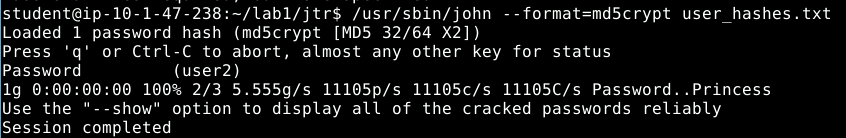 student@ip-10-1-47-238:~/lab1/jtr$ /usr/sbin/john --format=md5crypt user_hashes.txt
Loaded 1 password hash (md5crypt [MD5 32/64 X2])
Press 'q' or Ctrl-C to abort, almost any other key for status
Password         (user2)
1g 0:00:00:00 100% 2/3 5.555g/s 11105p/s 11105c/s 11105C/s Password..Princess
Use the "--show" option to display all of the cracked passwords reliably
Session completed